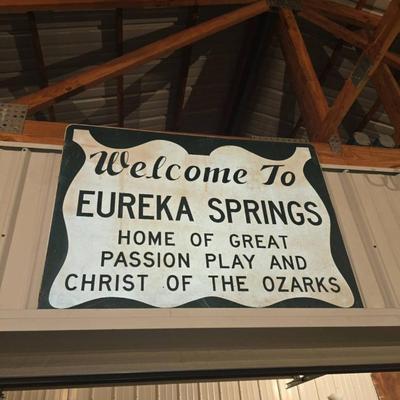 Welcome To
EUREKA SPRINGS
HOME OF GREAT
PASSION PLAY AND
CHRIST OF THE OZARKS